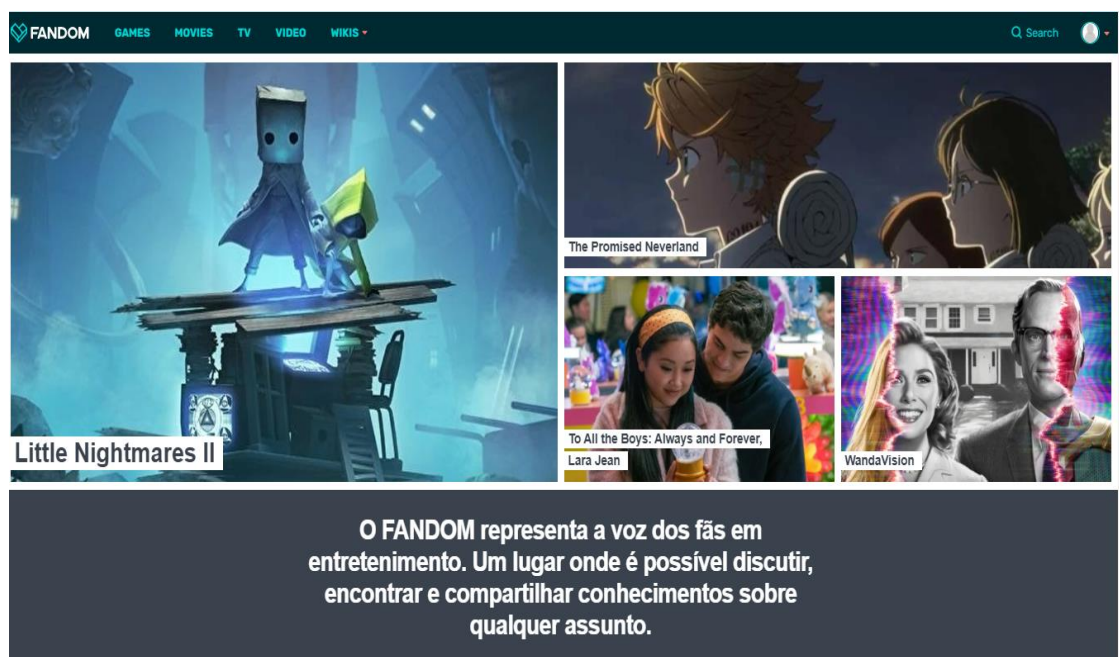 FANDOM GAMES MOVIES TV VIDEO WIKIS Search
Little Nightmares II
The Promised Neverland
To All the Boys: Always and Forever,
Lara Jean
WandaVision
O FANDOM representa a voz dos fãs em
entretenimento. Um lugar onde é possível discutir,
encontrar e compartilhar conhecimentos sobre
qualquer assunto.